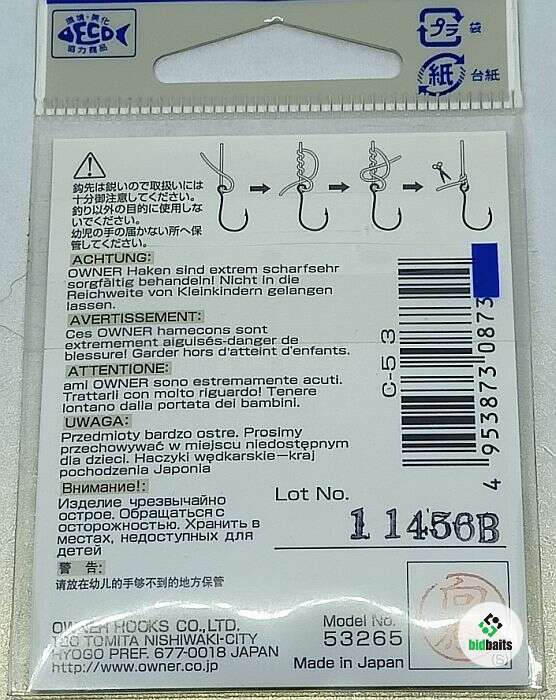 環境・美化
ECO
協力商品
プラ 袋
紙 台紙
鈎先は鋭いので取扱いには
十分御注意してください。
釣り以外の目的に使用しな
いでください。
幼児の手の届かない所へ保
管してください。
ACHTUNG:
OWNER Haken sind extrem scharfsehr
sorgfältig behandeln! Nicht in die
Reichweite von Kleinkindern gelangen
lassen.
AVERTISSEMENT:
Ces OWNER hamecons sont
extremement aiguisés-danger de
blessure! Garder hors d'atteint d'enfants.
ATTENTIONE:
ami OWNER sono estremamente acuti.
Trattarli con molto riguardo! Tenere
lontano dalla portata dei bambini.
UWAGA:
Przedmioty bardzo ostre. Prosimy
przechowywać w miejscu niedostępnym
dla dzieci. Haczyki wędkarskie–kraj
pochodzenia Japonia
Внимание!:
Изделие чрезвычайно
острое. Обращаться с
осторожностью. Хранить в
местах, недоступных для
детей
警 告:
请放在幼儿的手够不到的地方保管
C-53
4 953873 0873
Lot No.
11456B
OWNER HOOKS CO.,LTD.
120 TOMITA NISHIWAKI-CITY
HYOGO PREF. 677-0018 JAPAN
http://www.owner.co.jp
Model No.
53265
Made in Japan
bidbaits
(S)